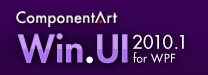 ComponentArt
Win.UI 2010.1
for WPF